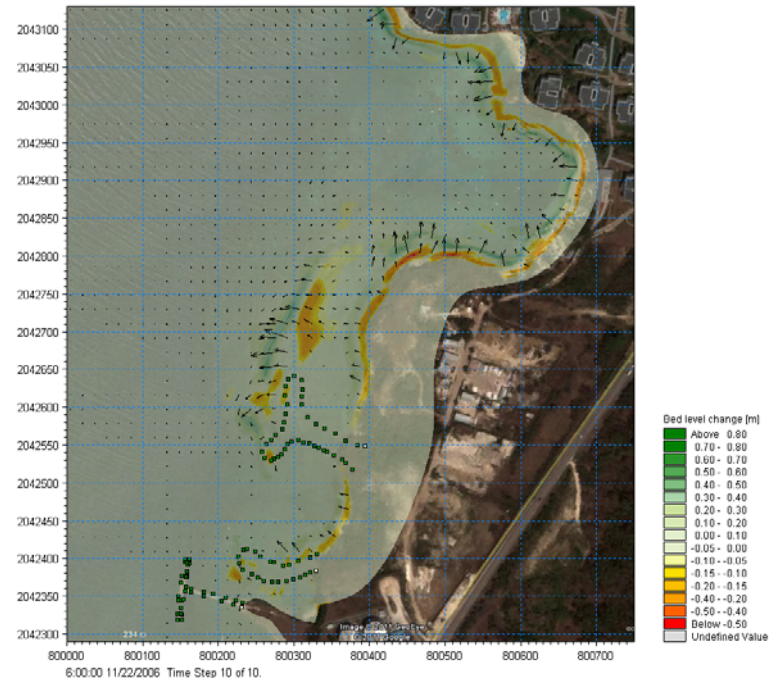 2043100
2043050
2043000
2042950
2042900
2042850
2042800
2042750
2042700
2042650
2042600
2042550
2042500
2042450
2042400
2042350
2042300
Bed level change [m]
Above 0.80
0.70 - 0.80
0.60 - 0.70
0.50 - 0.60
0.40 - 0.50
0.30 - 0.40
0.20 - 0.30
0.10 - 0.20
0.00 - 0.10
-0.05 - 0.00
-0.10 - -0.05
-0.15 - -0.10
-0.20 - -0.15
-0.40 - -0.20
-0.50 - -0.40
Below -0.50
Undefined Value
Image © 2011 GeoEye
234
800000 800100 800200 800300 800400 800500 800600 800700
6:00:00 11/22/2006 Time Step 10 of 10.